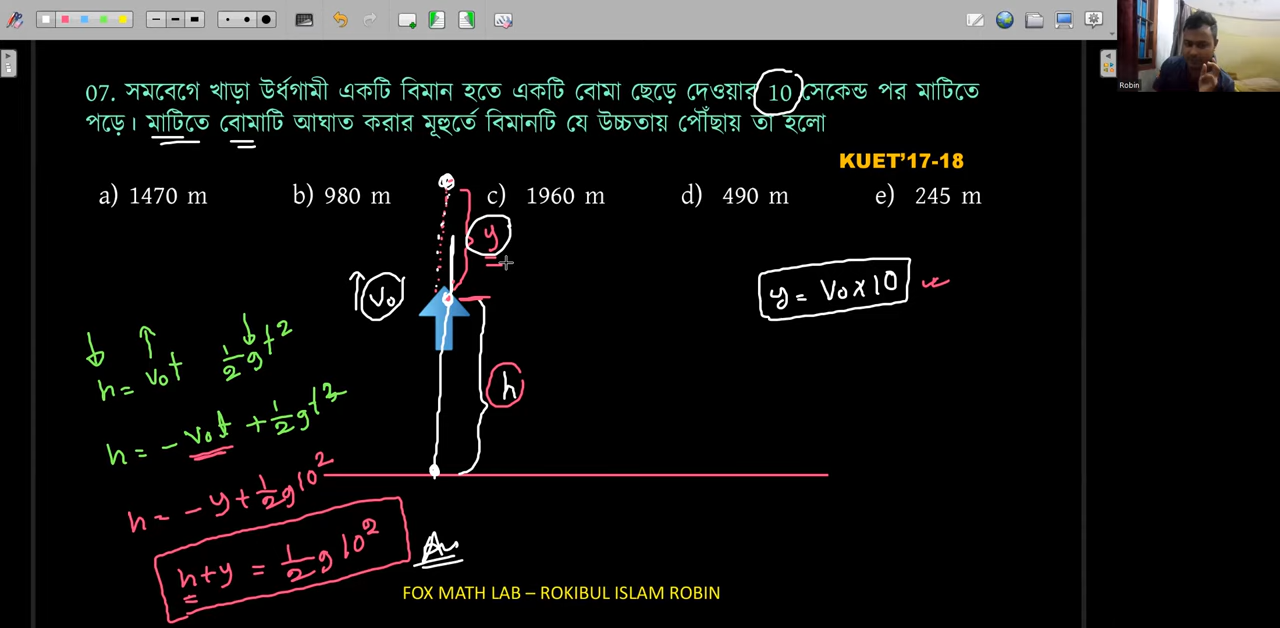 07. সমবেগে খাড়া উর্ধগামী একটি বিমান হতে একটি বোমা ছেড়ে দেওয়ার 10 সেকেন্ড পর মাটিতে
পড়ে। মাটিতে বোমাটি আঘাত করার মূহুর্তে বিমানটি যে উচ্চতায় পৌঁছায় তা হলো
KUET'17-18
a) 1470 m b) 980 m c) 1960 m d) 490 m e) 245 m
y
v₀
y = v₀ × 10
h = v₀t ½gt²
h
h = -v₀t + ½gt²
h = -y + ½g10²
h+y = ½g10²
FOX MATH LAB – ROKIBUL ISLAM ROBIN
Robin